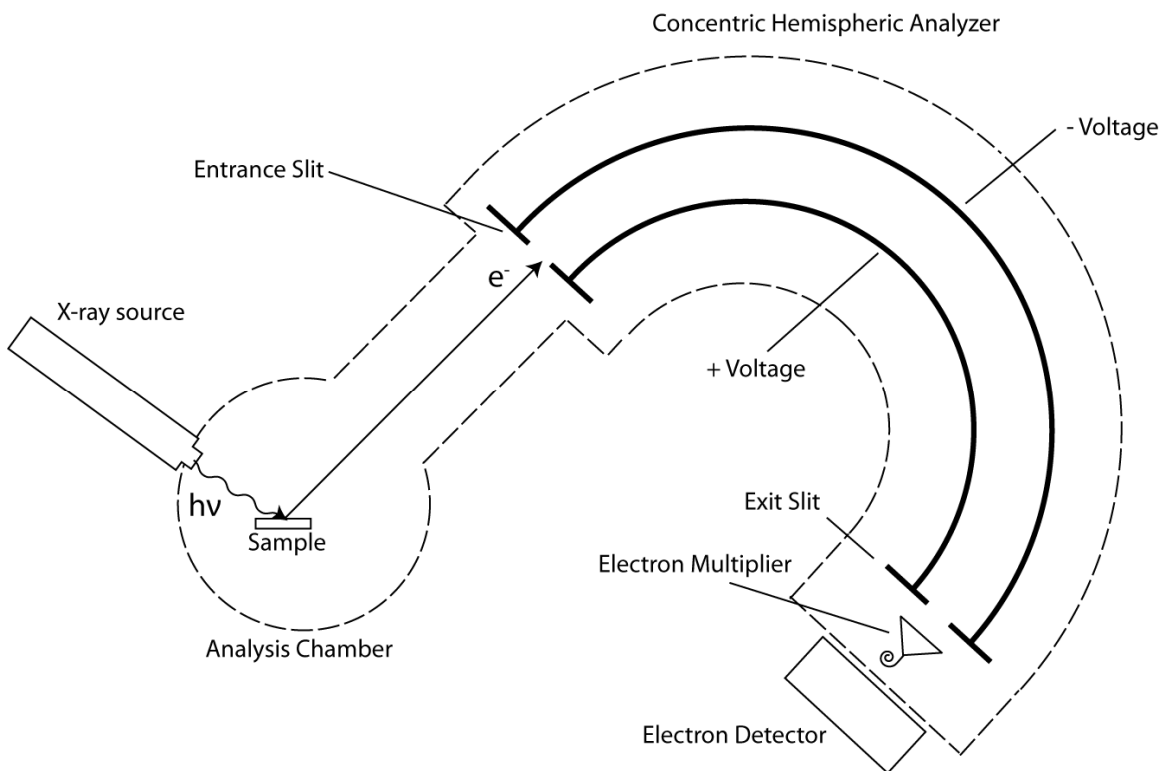 Concentric Hemispheric Analyzer
- Voltage
Entrance Slit
e-
X-ray source
+ Voltage
hν
Exit Slit
Sample
Electron Multiplier
Analysis Chamber
Electron Detector